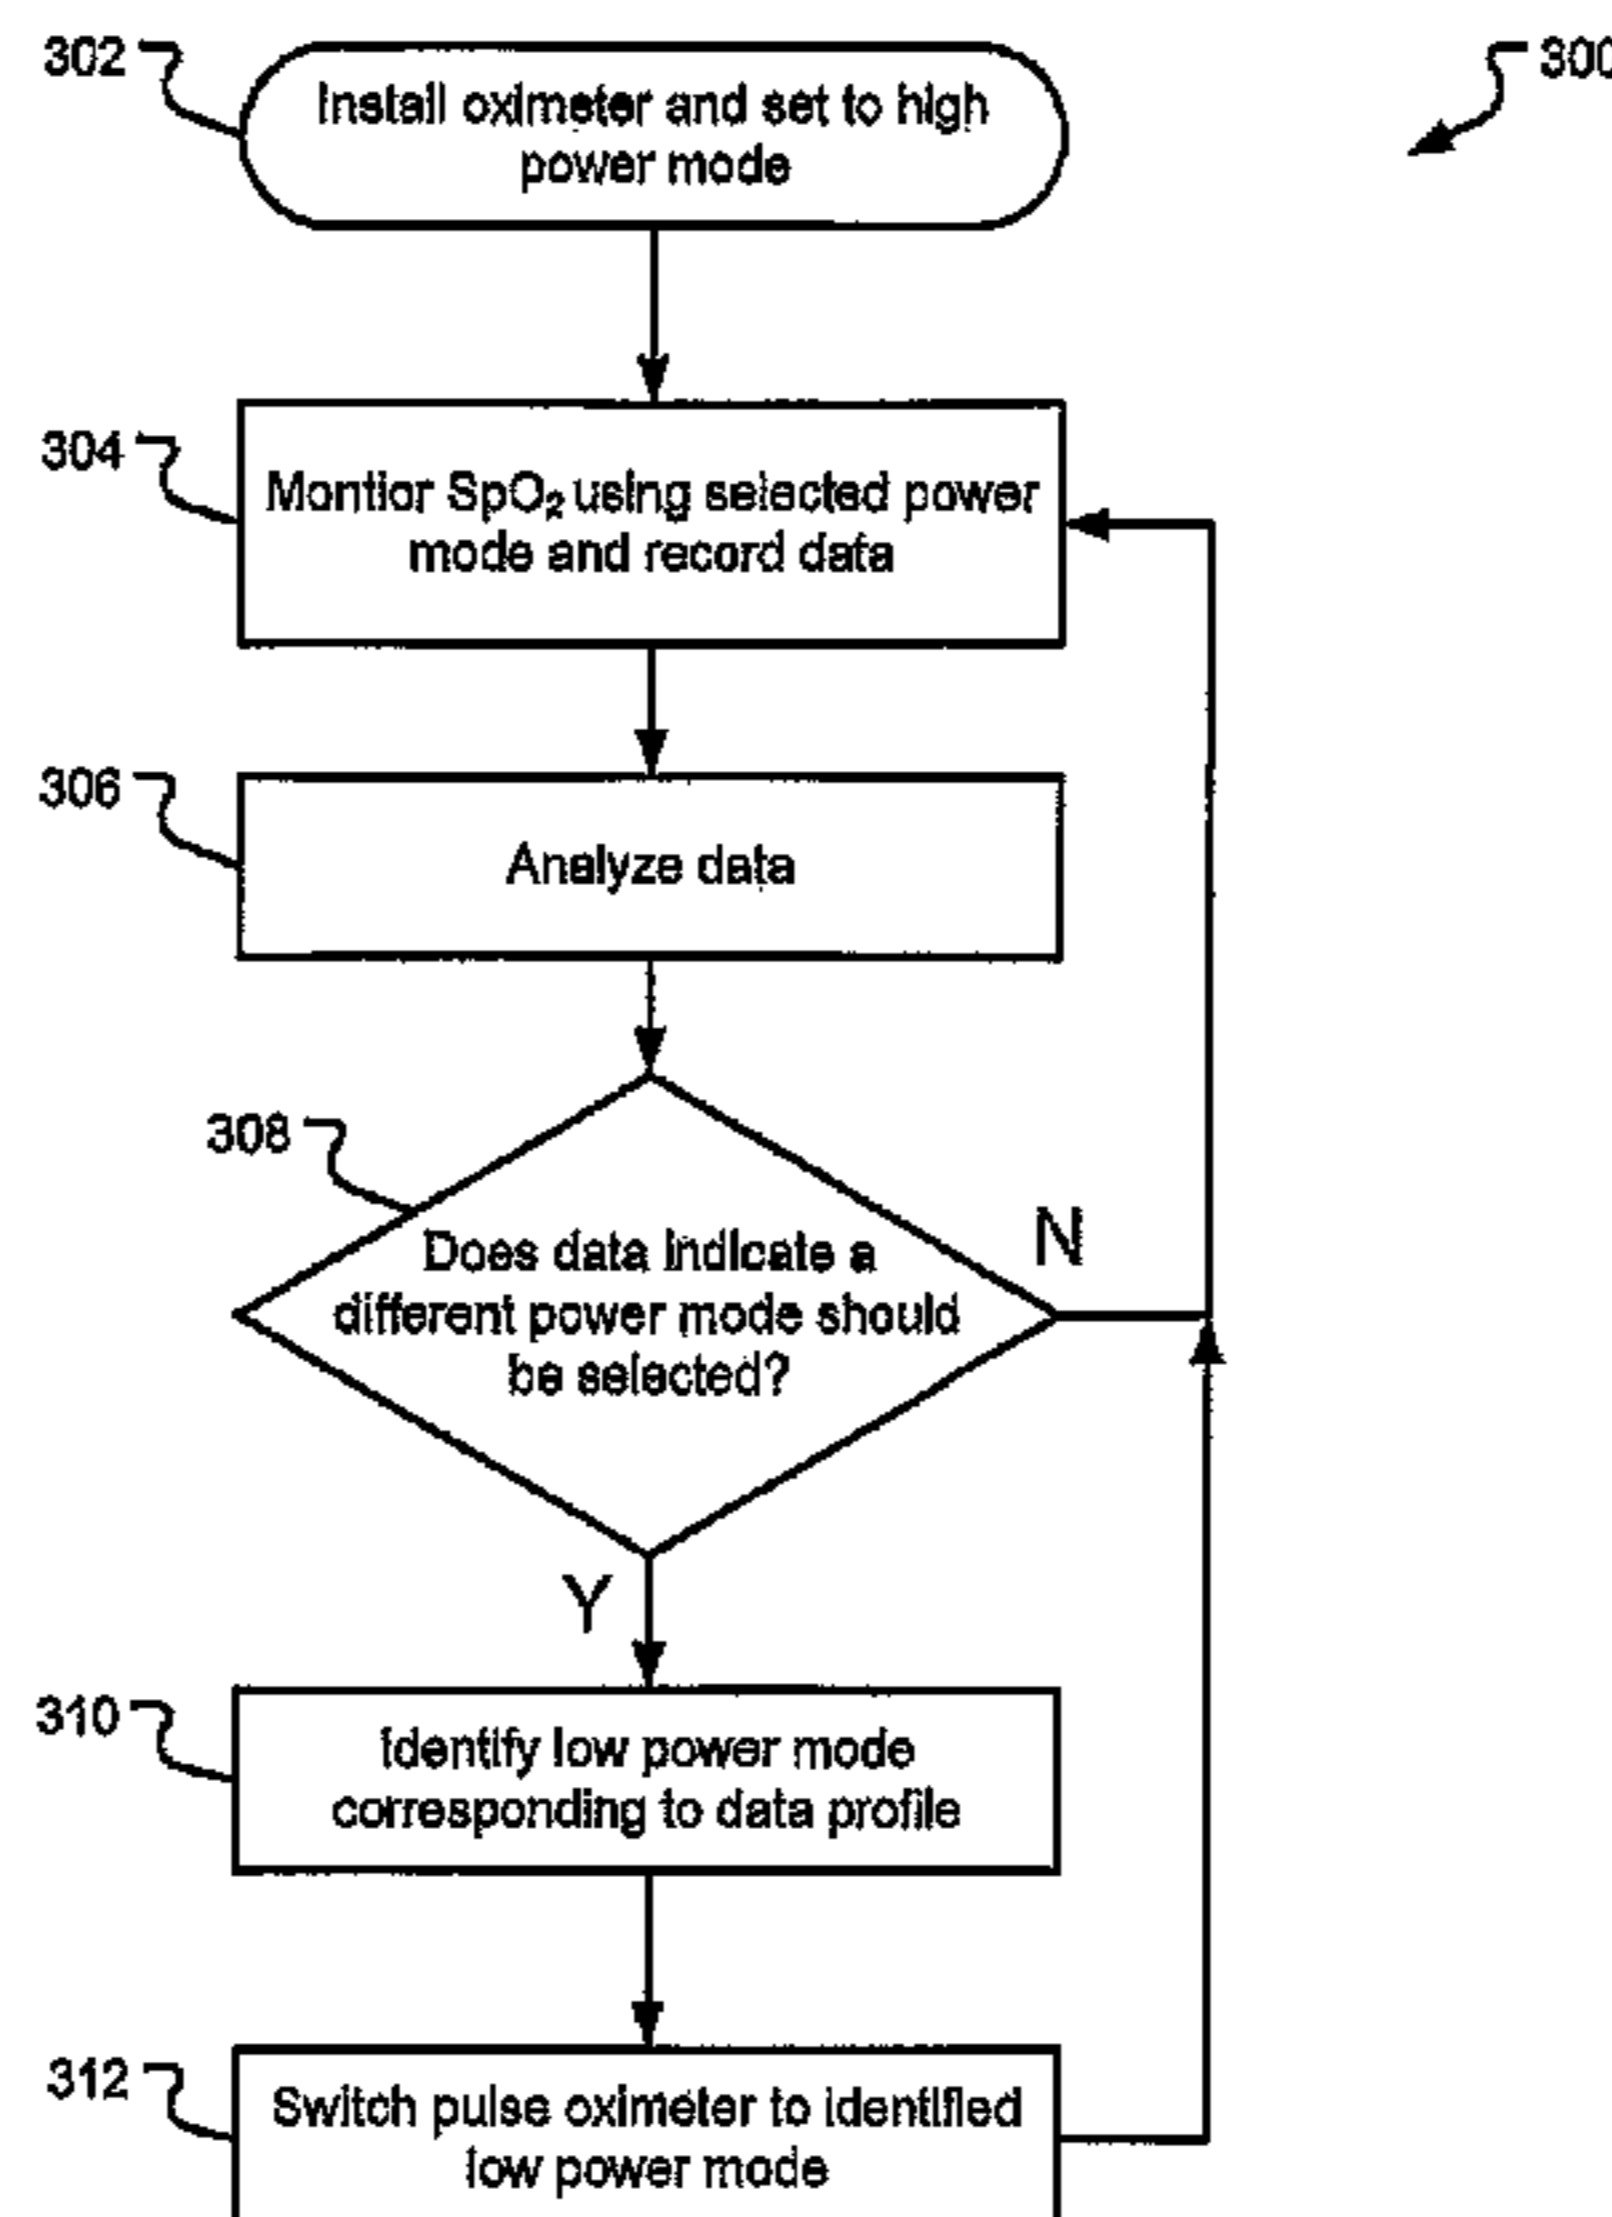 302
300
Install oximeter and set to high
power mode
304
Montior SpO₂ using selected power
mode and record data
306
Analyze data
308
Does data indicate a
different power mode should
be selected?
N
Y
310
Identify low power mode
corresponding to data profile
312
Switch pulse oximeter to identified
low power mode